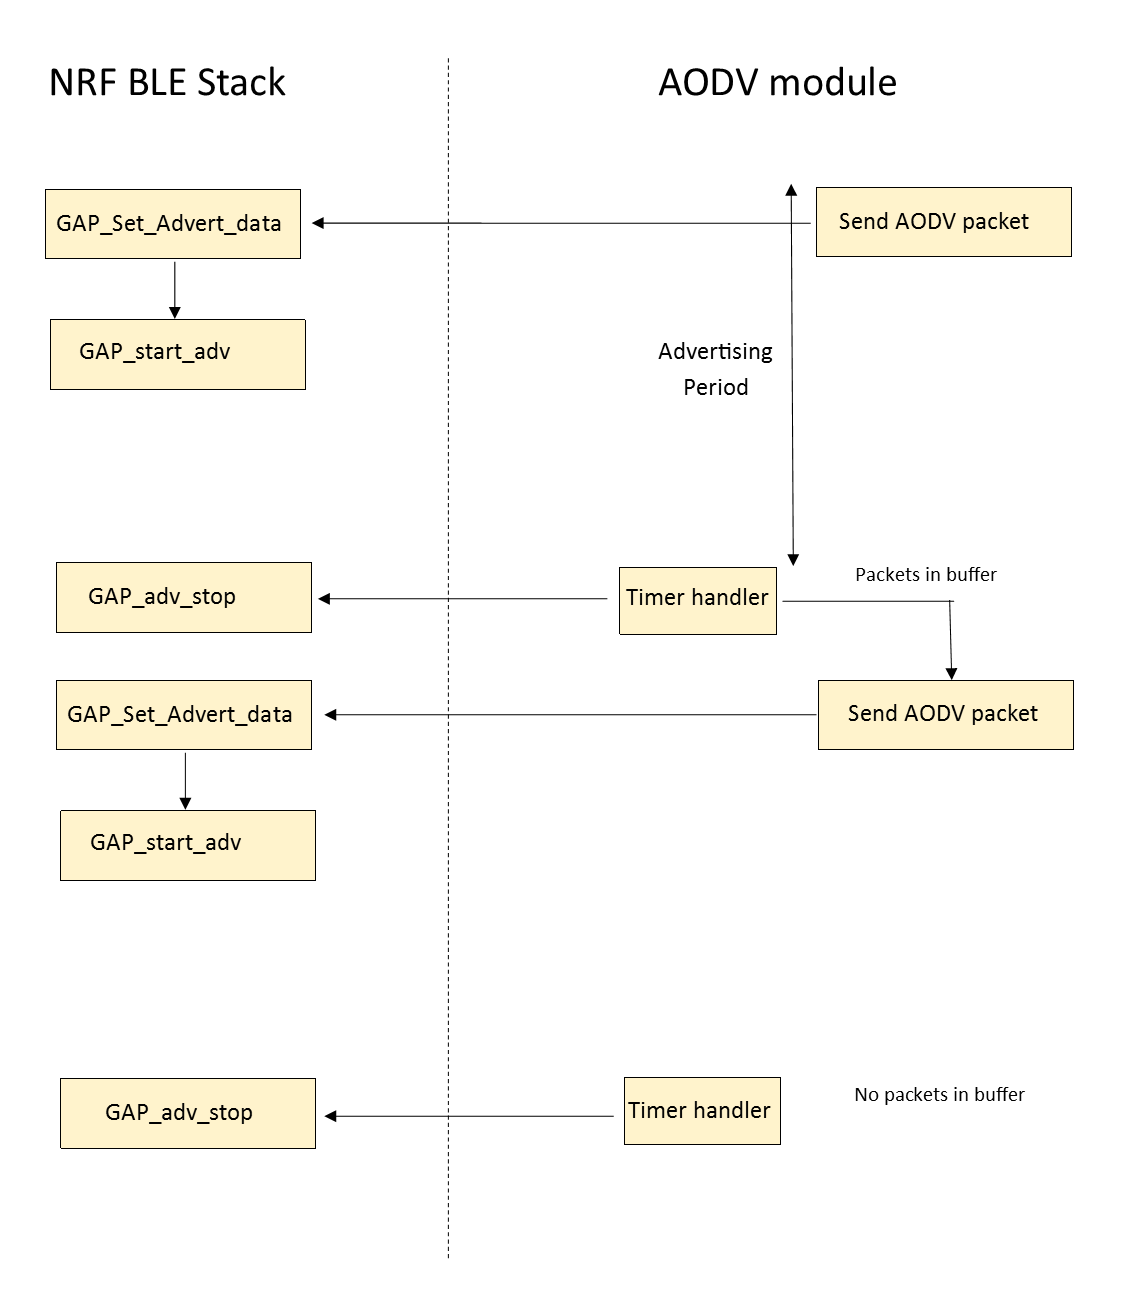 NRF BLE Stack
AODV module
GAP_Set_Advert_data
Send AODV packet
GAP_start_adv
Advertising
Period
GAP_adv_stop
Timer handler
Packets in buffer
GAP_Set_Advert_data
Send AODV packet
GAP_start_adv
GAP_adv_stop
Timer handler
No packets in buffer